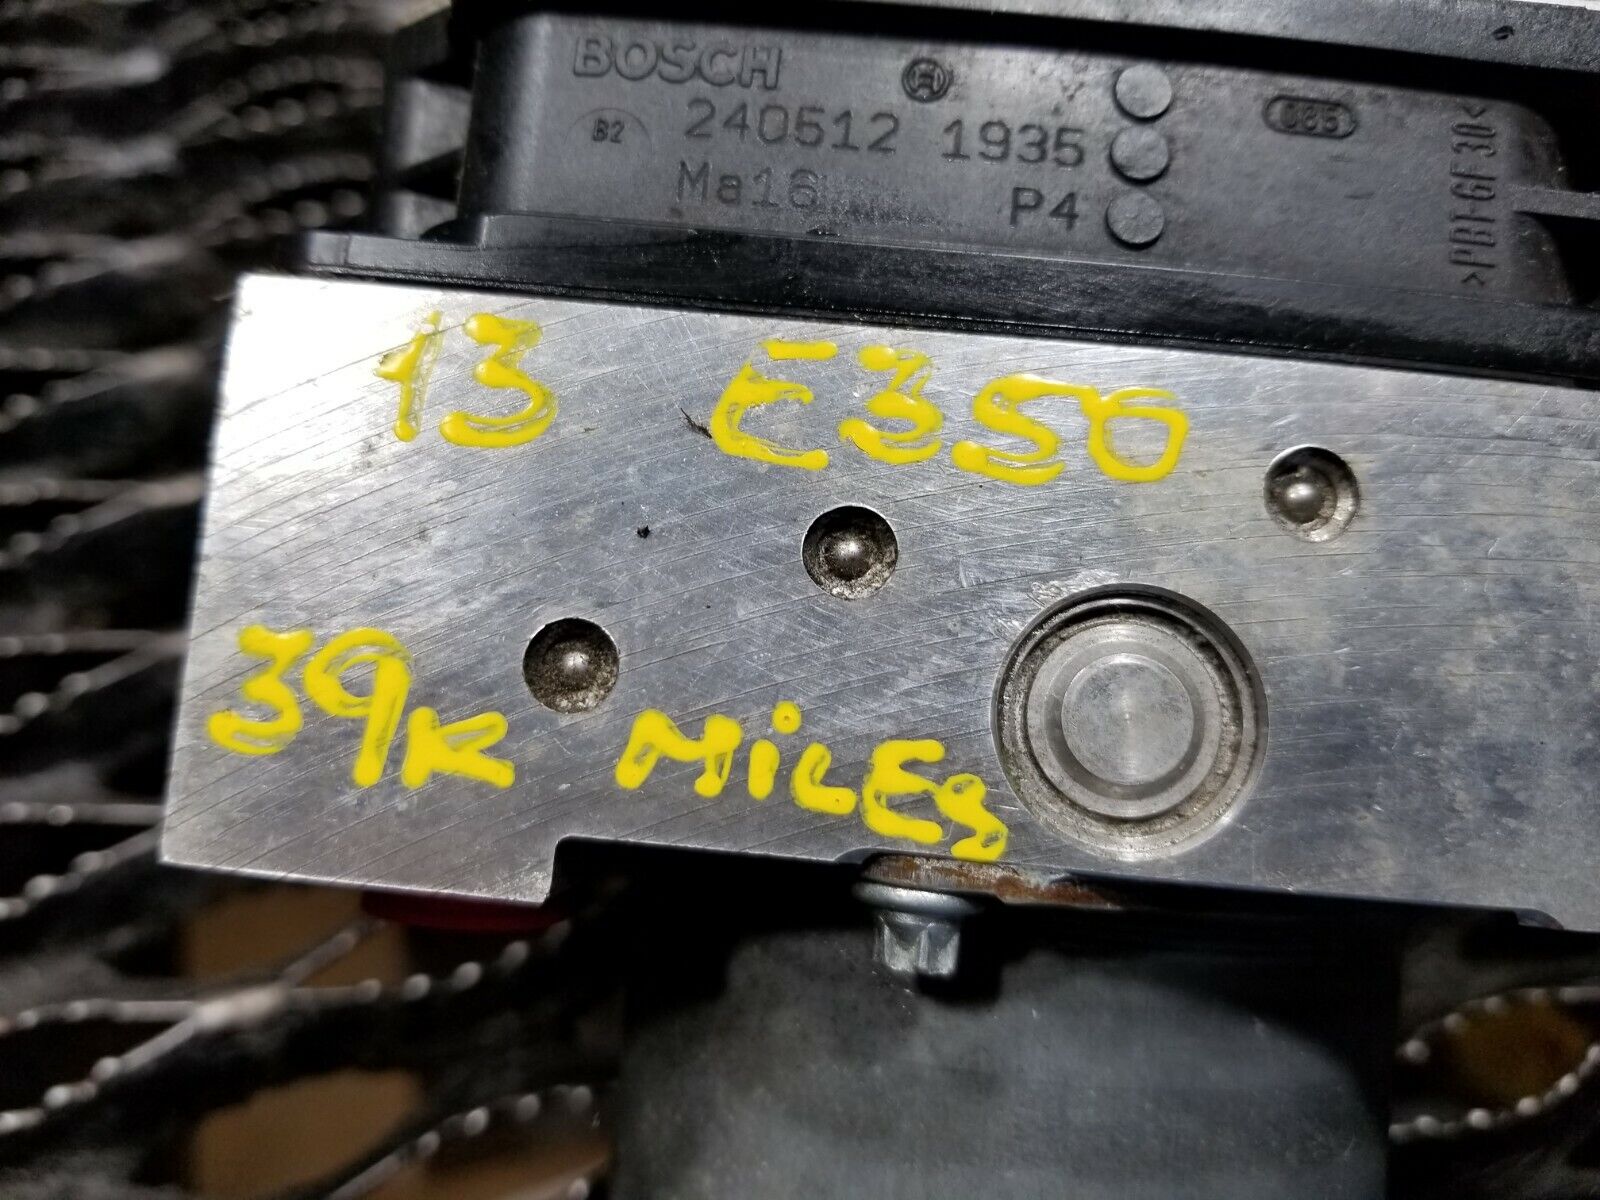 BOSCH
B2 240512 1935
Ma16 P4
>PBT-GF30<
13 E350
39K MiLES